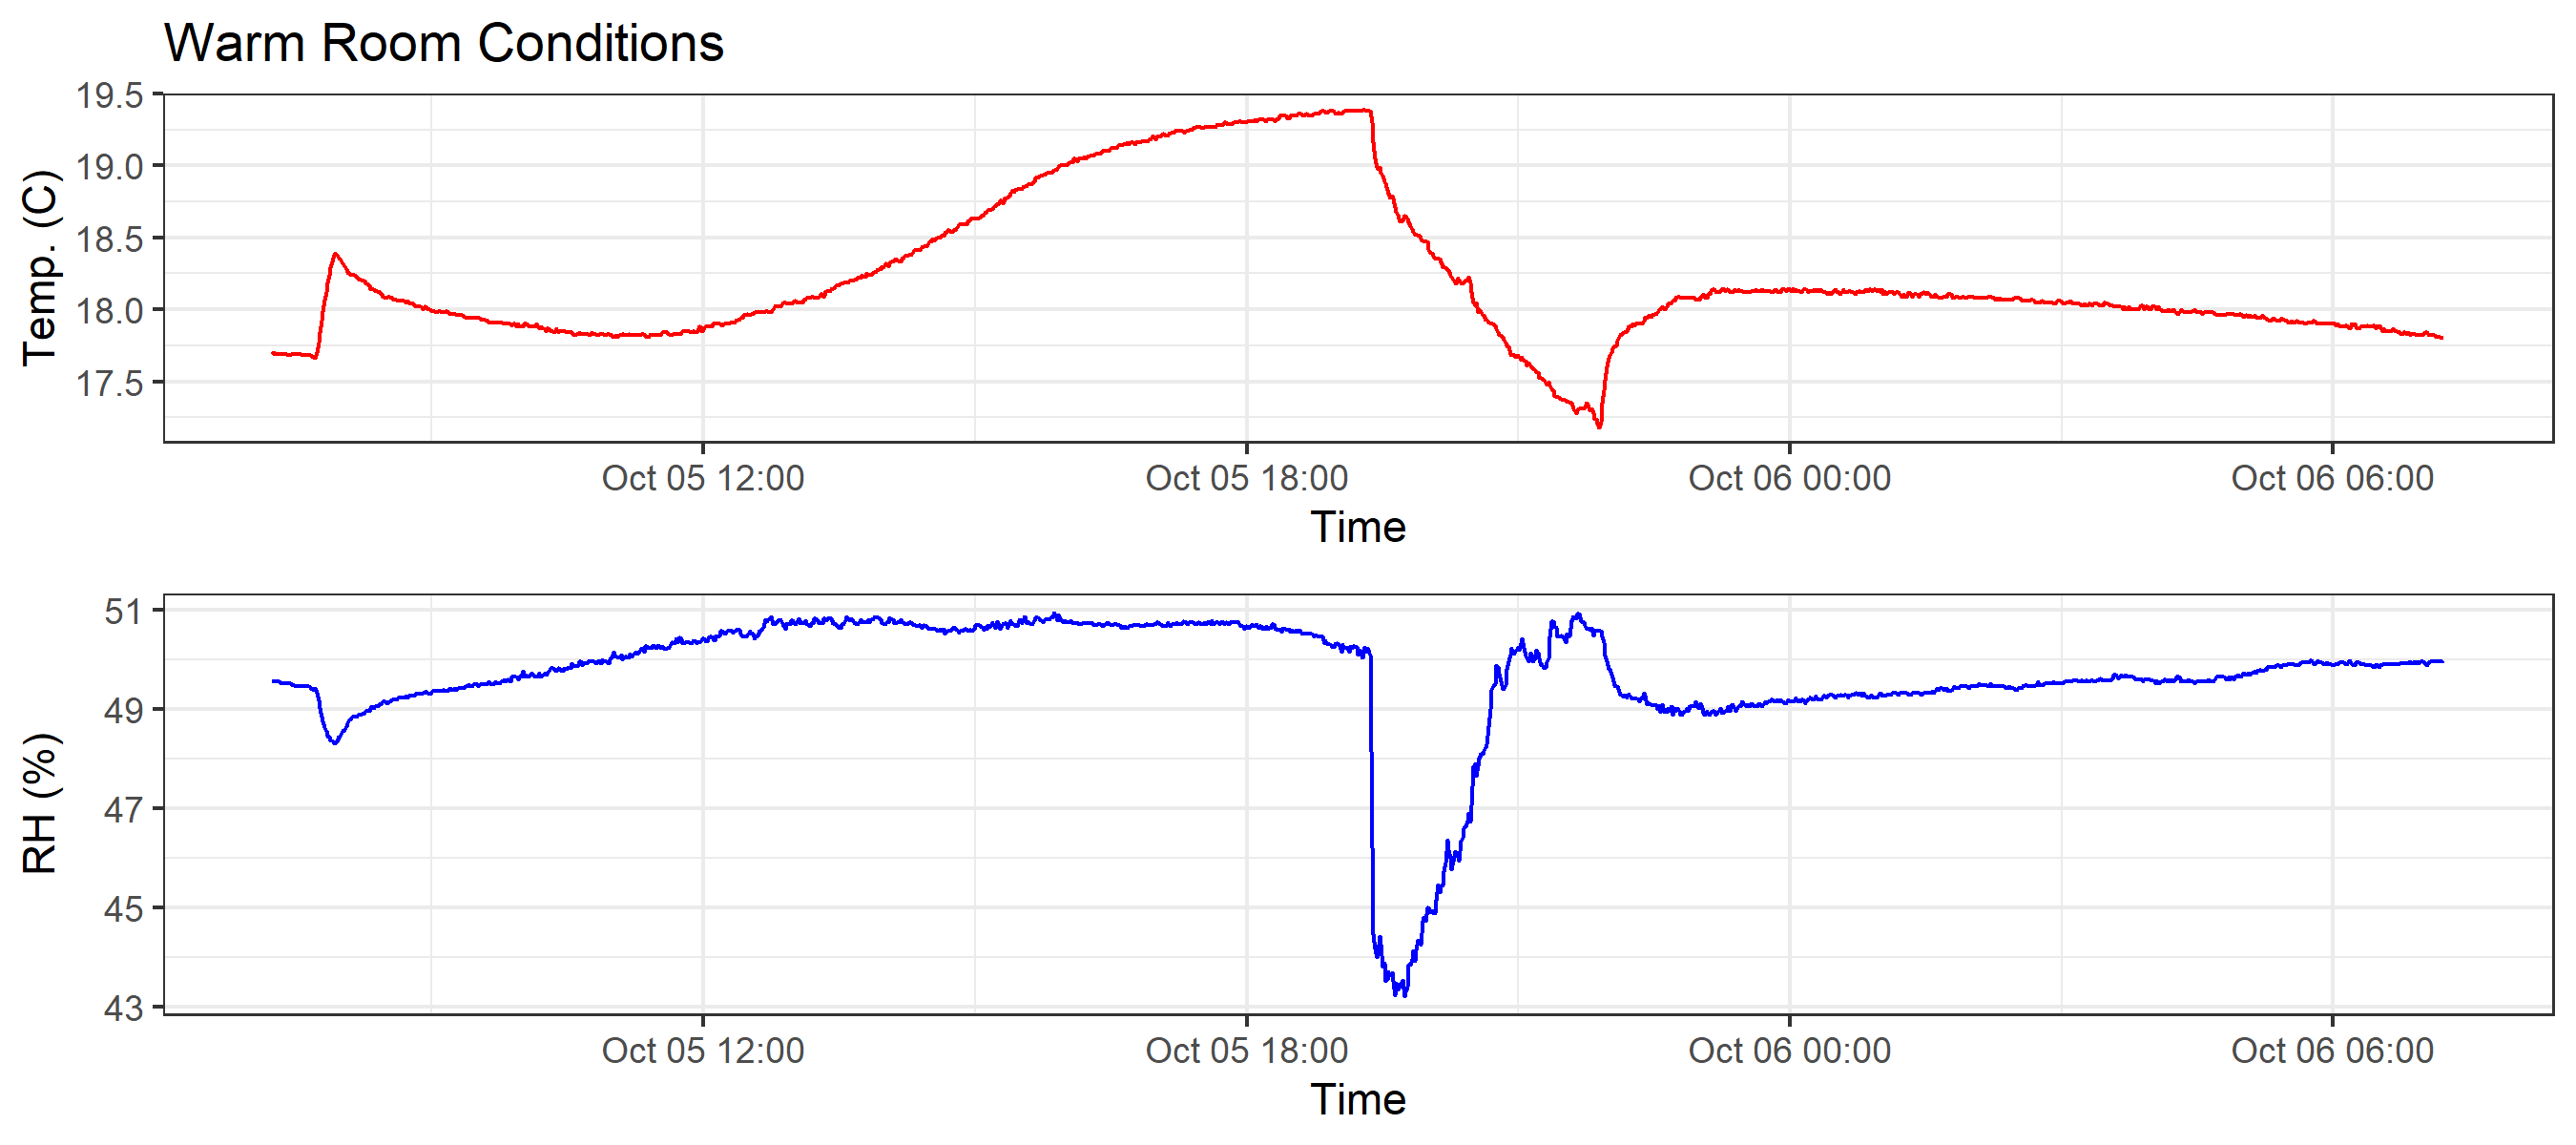 Warm Room Conditions
19.5
19.0
18.5
18.0
17.5
Temp. (C)
Oct 05 12:00 Oct 05 18:00 Oct 06 00:00 Oct 06 06:00
Time
51
49
47
45
43
RH (%)
Oct 05 12:00 Oct 05 18:00 Oct 06 00:00 Oct 06 06:00
Time